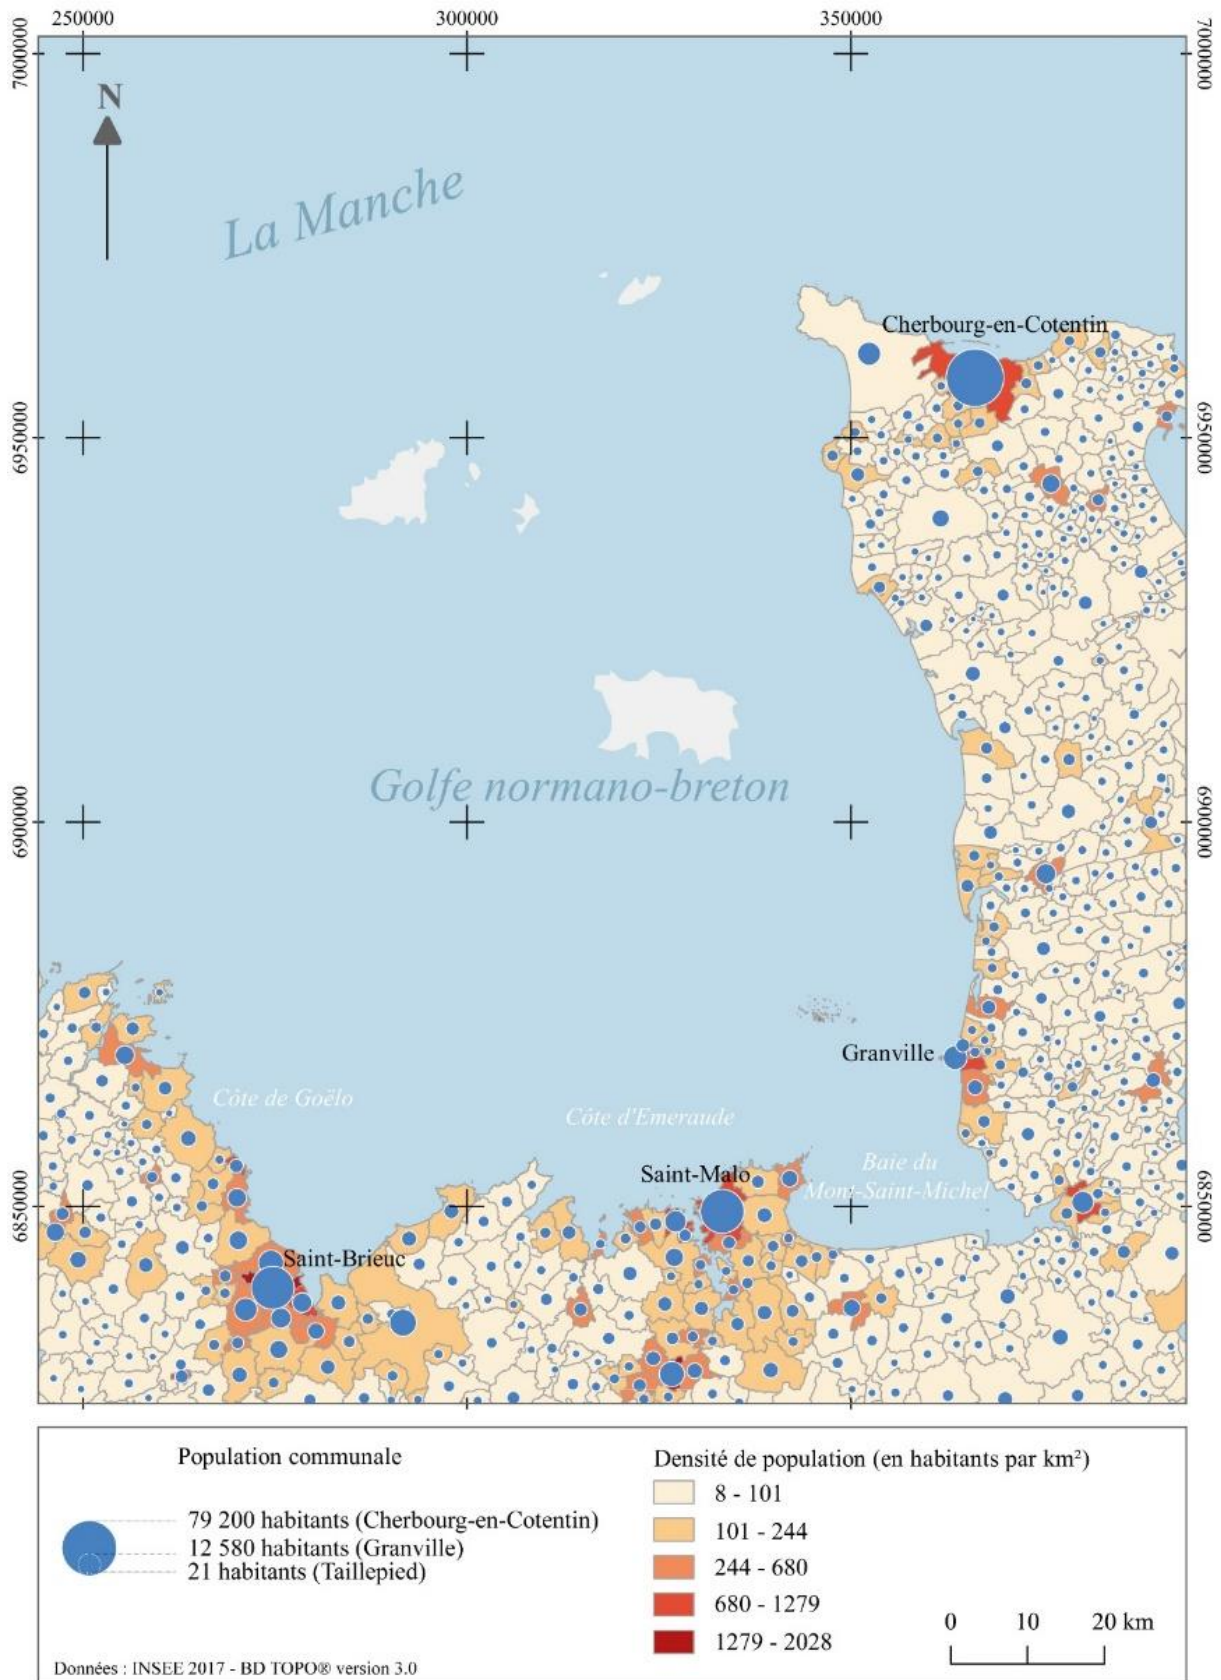 250000
300000
350000
7000000
7000000
N
La Manche
Cherbourg-en-Cotentin
6950000
6950000
Golfe normano-breton
6900000
6900000
Granville
Côte de Goëlo
Côte d'Emeraude
Saint-Malo
Baie du
Mont-Saint-Michel
6850000
6850000
Saint-Brieuc
250000
300000
350000
Population communale
79 200 habitants (Cherbourg-en-Cotentin)
12 580 habitants (Granville)
21 habitants (Taillepied)
Densité de population (en habitants par km²)
8 - 101
101 - 244
244 - 680
680 - 1279
1279 - 2028
0 10 20 km
Données : INSEE 2017 - BD TOPO® version 3.0